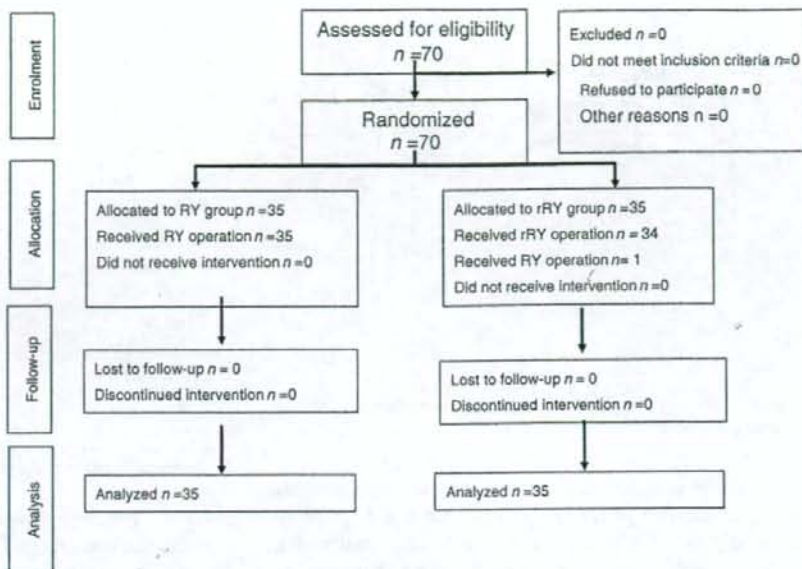 Enrolment
Assessed for eligibility
n =70
Excluded n =0
Did not meet inclusion criteria n=0
Refused to participate n = 0
Other reasons n =0
Randomized
n =70
Allocation
Allocated to RY group n =35
Received RY operation n =35
Did not receive intervention n =0
Allocated to rRY group n =35
Received rRY operation n = 34
Received RY operation n= 1
Did not receive intervention n =0
Follow-up
Lost to follow-up n = 0
Discontinued intervention n =0
Lost to follow-up n = 0
Discontinued intervention n =0
Analysis
Analyzed n =35
Analyzed n =35